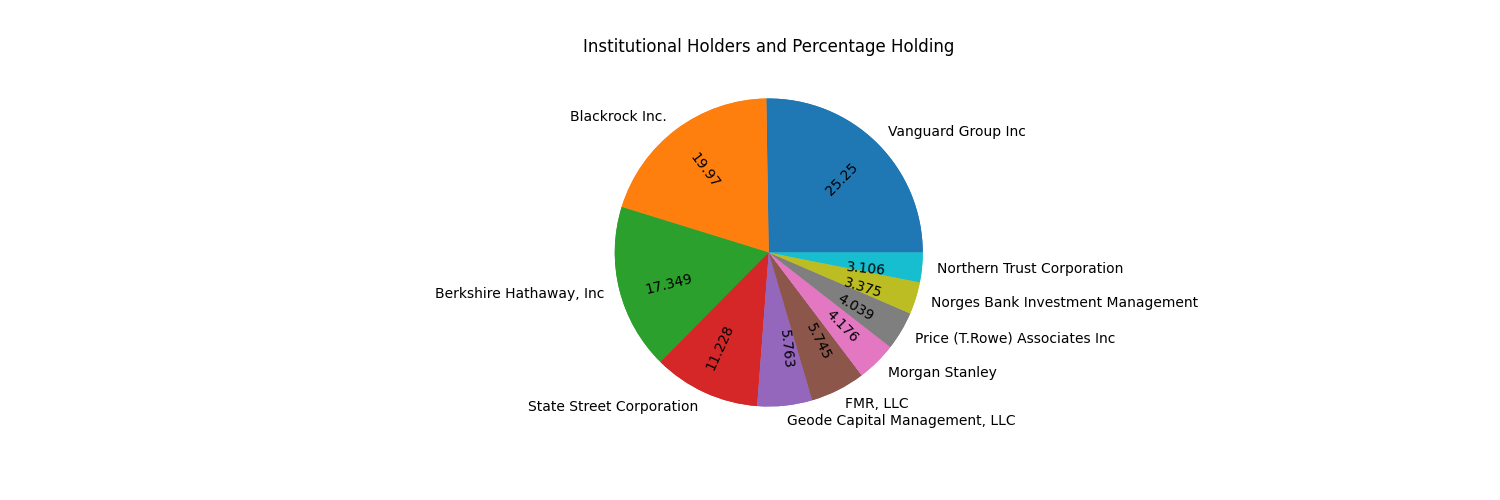 Institutional Holders and Percentage Holding
Vanguard Group Inc
25.25
Blackrock Inc.
19.97
Berkshire Hathaway, Inc
17.349
State Street Corporation
11.228
Geode Capital Management, LLC
5.763
FMR, LLC
5.745
Morgan Stanley
4.176
Price (T.Rowe) Associates Inc
4.039
Norges Bank Investment Management
3.375
Northern Trust Corporation
3.106